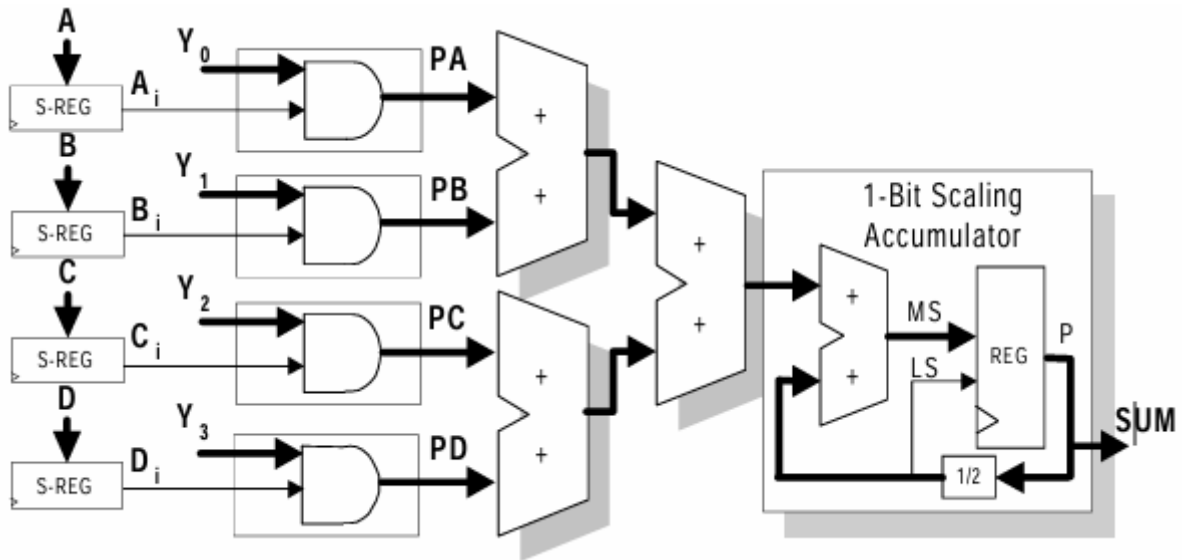 A
S-REG
A i
Y 0
PA
+
+
B
S-REG
B i
Y 1
PB
C
S-REG
C i
Y 2
PC
+
+
D
S-REG
D i
Y 3
PD
+
+
1-Bit Scaling
Accumulator
+
+
MS
LS
REG
P
1/2
SUM